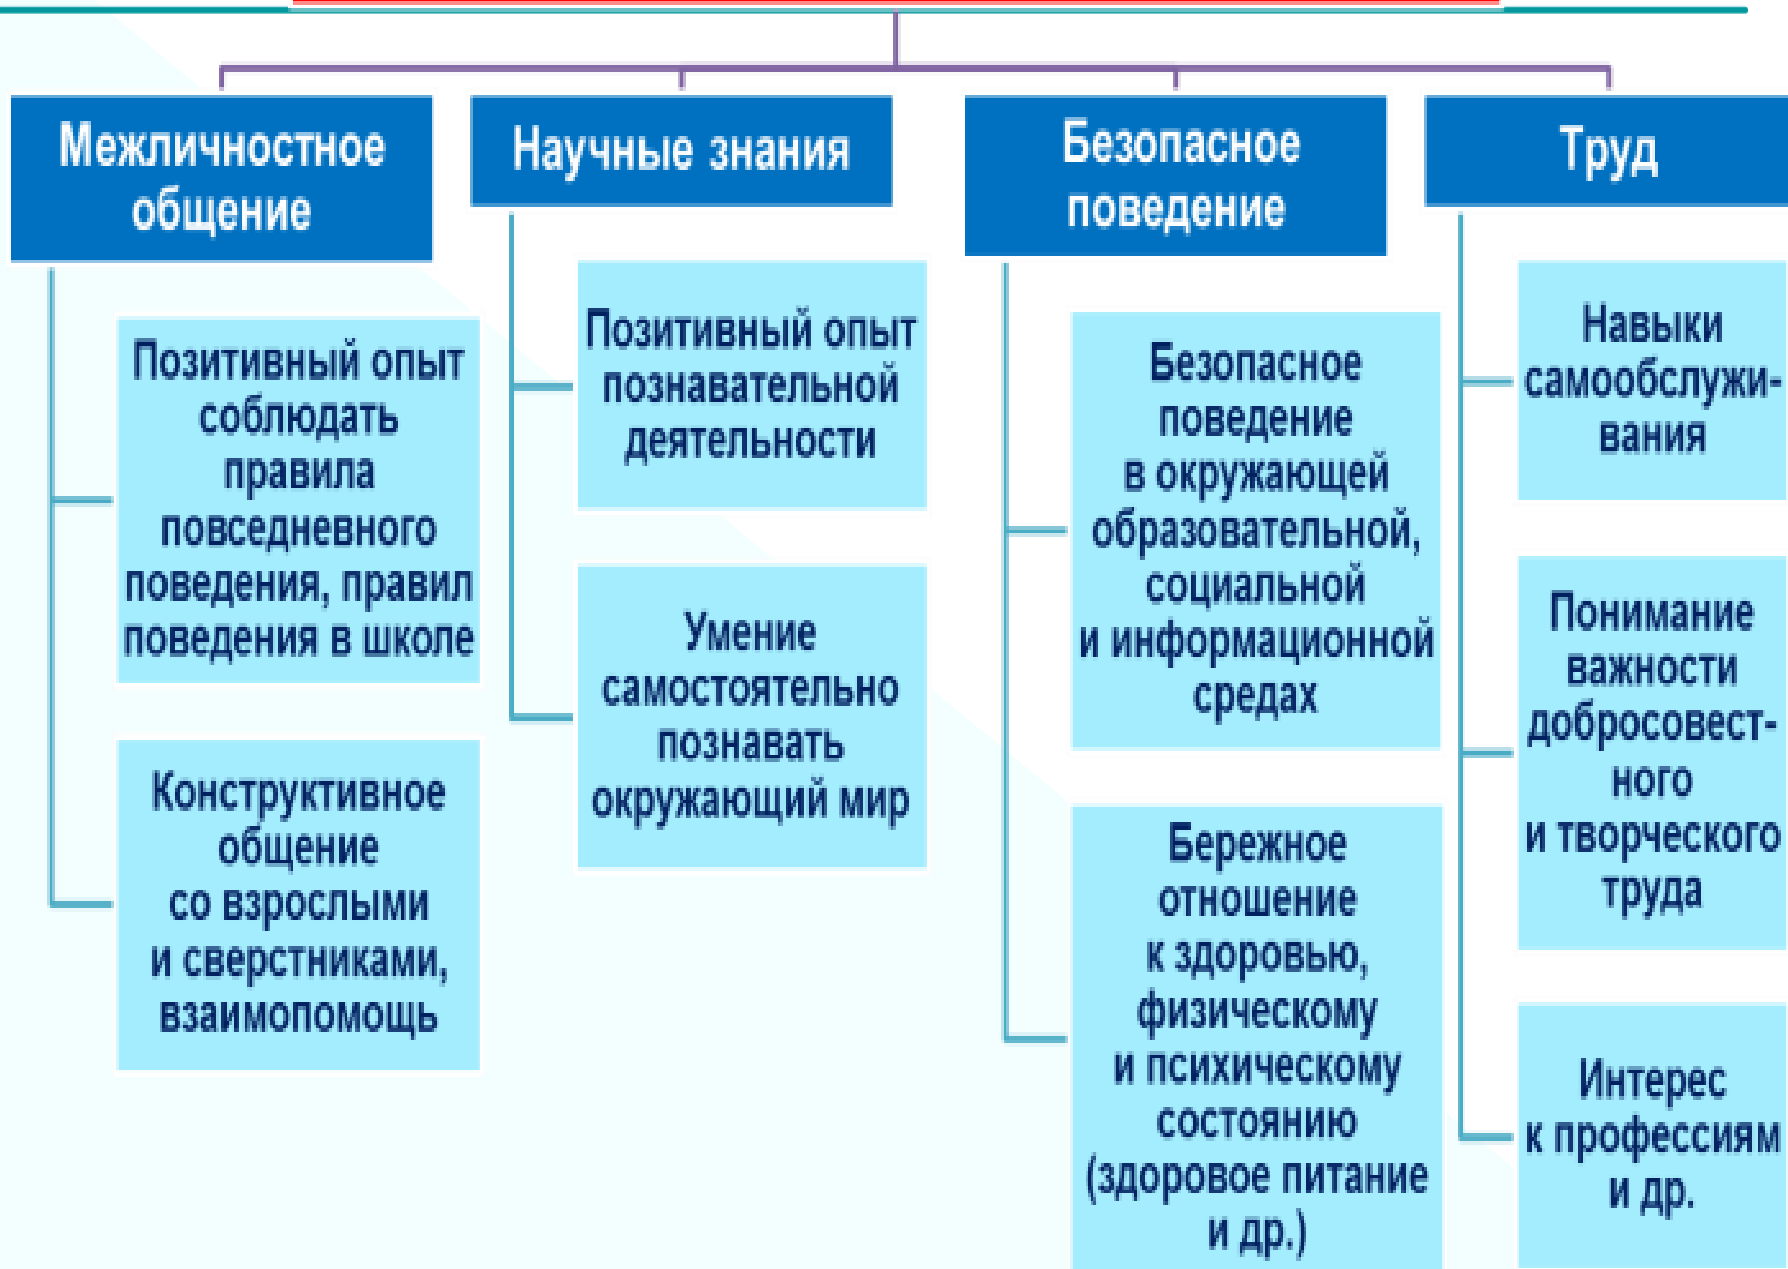 Межличностное
общение
Позитивный опыт
соблюдать
правила
повседневного
поведения, правил
поведения в школе
Конструктивное
общение
со взрослыми
и сверстниками,
взаимопомощь
Научные знания
Позитивный опыт
познавательной
деятельности
Умение
самостоятельно
познавать
окружающий мир
Безопасное
поведение
Безопасное
поведение
в окружающей
образовательной,
социальной
и информационной
средах
Бережное
отношение
к здоровью,
физическому
и психическому
состоянию
(здоровое питание
и др.)
Труд
Навыки
самообслужи-
вания
Понимание
важности
добросовест-
ного
и творческого
труда
Интерес
к профессиям
и др.